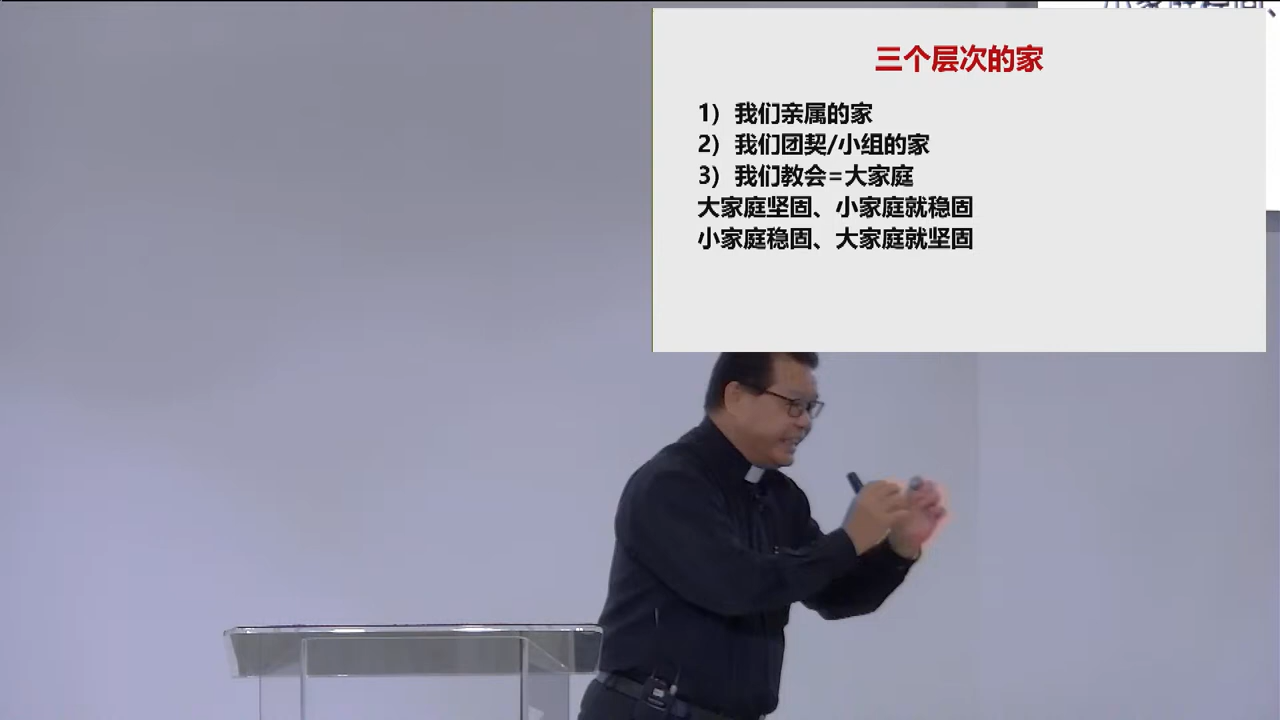 三个层次的家
1）我们亲属的家
2）我们团契/小组的家
3）我们教会=大家庭
大家庭坚固、小家庭就稳固
小家庭稳固、大家庭就坚固